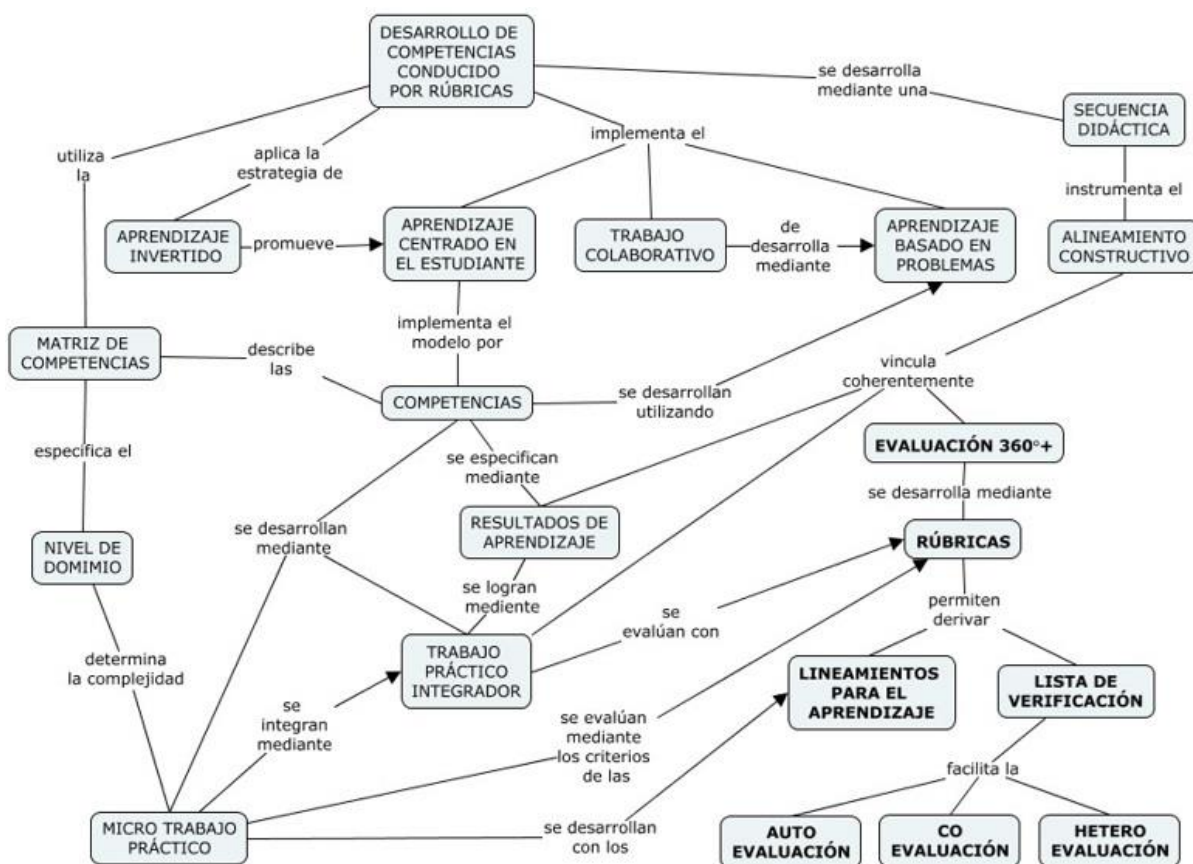 DESARROLLO DE
COMPETENCIAS
CONDUCIDO
POR RÚBRICAS
se desarrolla
mediante una
SECUENCIA
DIDÁCTICA
utiliza
la
aplica la
estrategia de
implementa el
instrumenta el
APRENDIZAJE
INVERTIDO
promueve
APRENDIZAJE
CENTRADO EN
EL ESTUDIANTE
TRABAJO
COLABORATIVO
de
desarrolla
mediante
APRENDIZAJE
BASADO EN
PROBLEMAS
ALINEAMIENTO
CONSTRUCTIVO
implementa el
modelo por
MATRIZ DE
COMPETENCIAS
describe
las
vincula
coherentemente
COMPETENCIAS
se desarrollan
utilizando
especifica el
se especifican
mediante
EVALUACIÓN 360°+
se desarrolla mediante
NIVEL DE
DOMIMIO
se desarrollan
mediante
RESULTADOS DE
APRENDIZAJE
RÚBRICAS
se logran
mediente
se
evalúan con
permiten
derivar
determina
la complejidad
TRABAJO
PRÁCTICO
INTEGRADOR
LINEAMIENTOS
PARA EL
APRENDIZAJE
LISTA DE
VERIFICACIÓN
se
integran
mediante
se evalúan
mediante
los criterios
de las
facilita la
MICRO TRABAJO
PRÁCTICO
se desarrollan
con los
AUTO
EVALUACIÓN
CO
EVALUACIÓN
HETERO
EVALUACIÓN